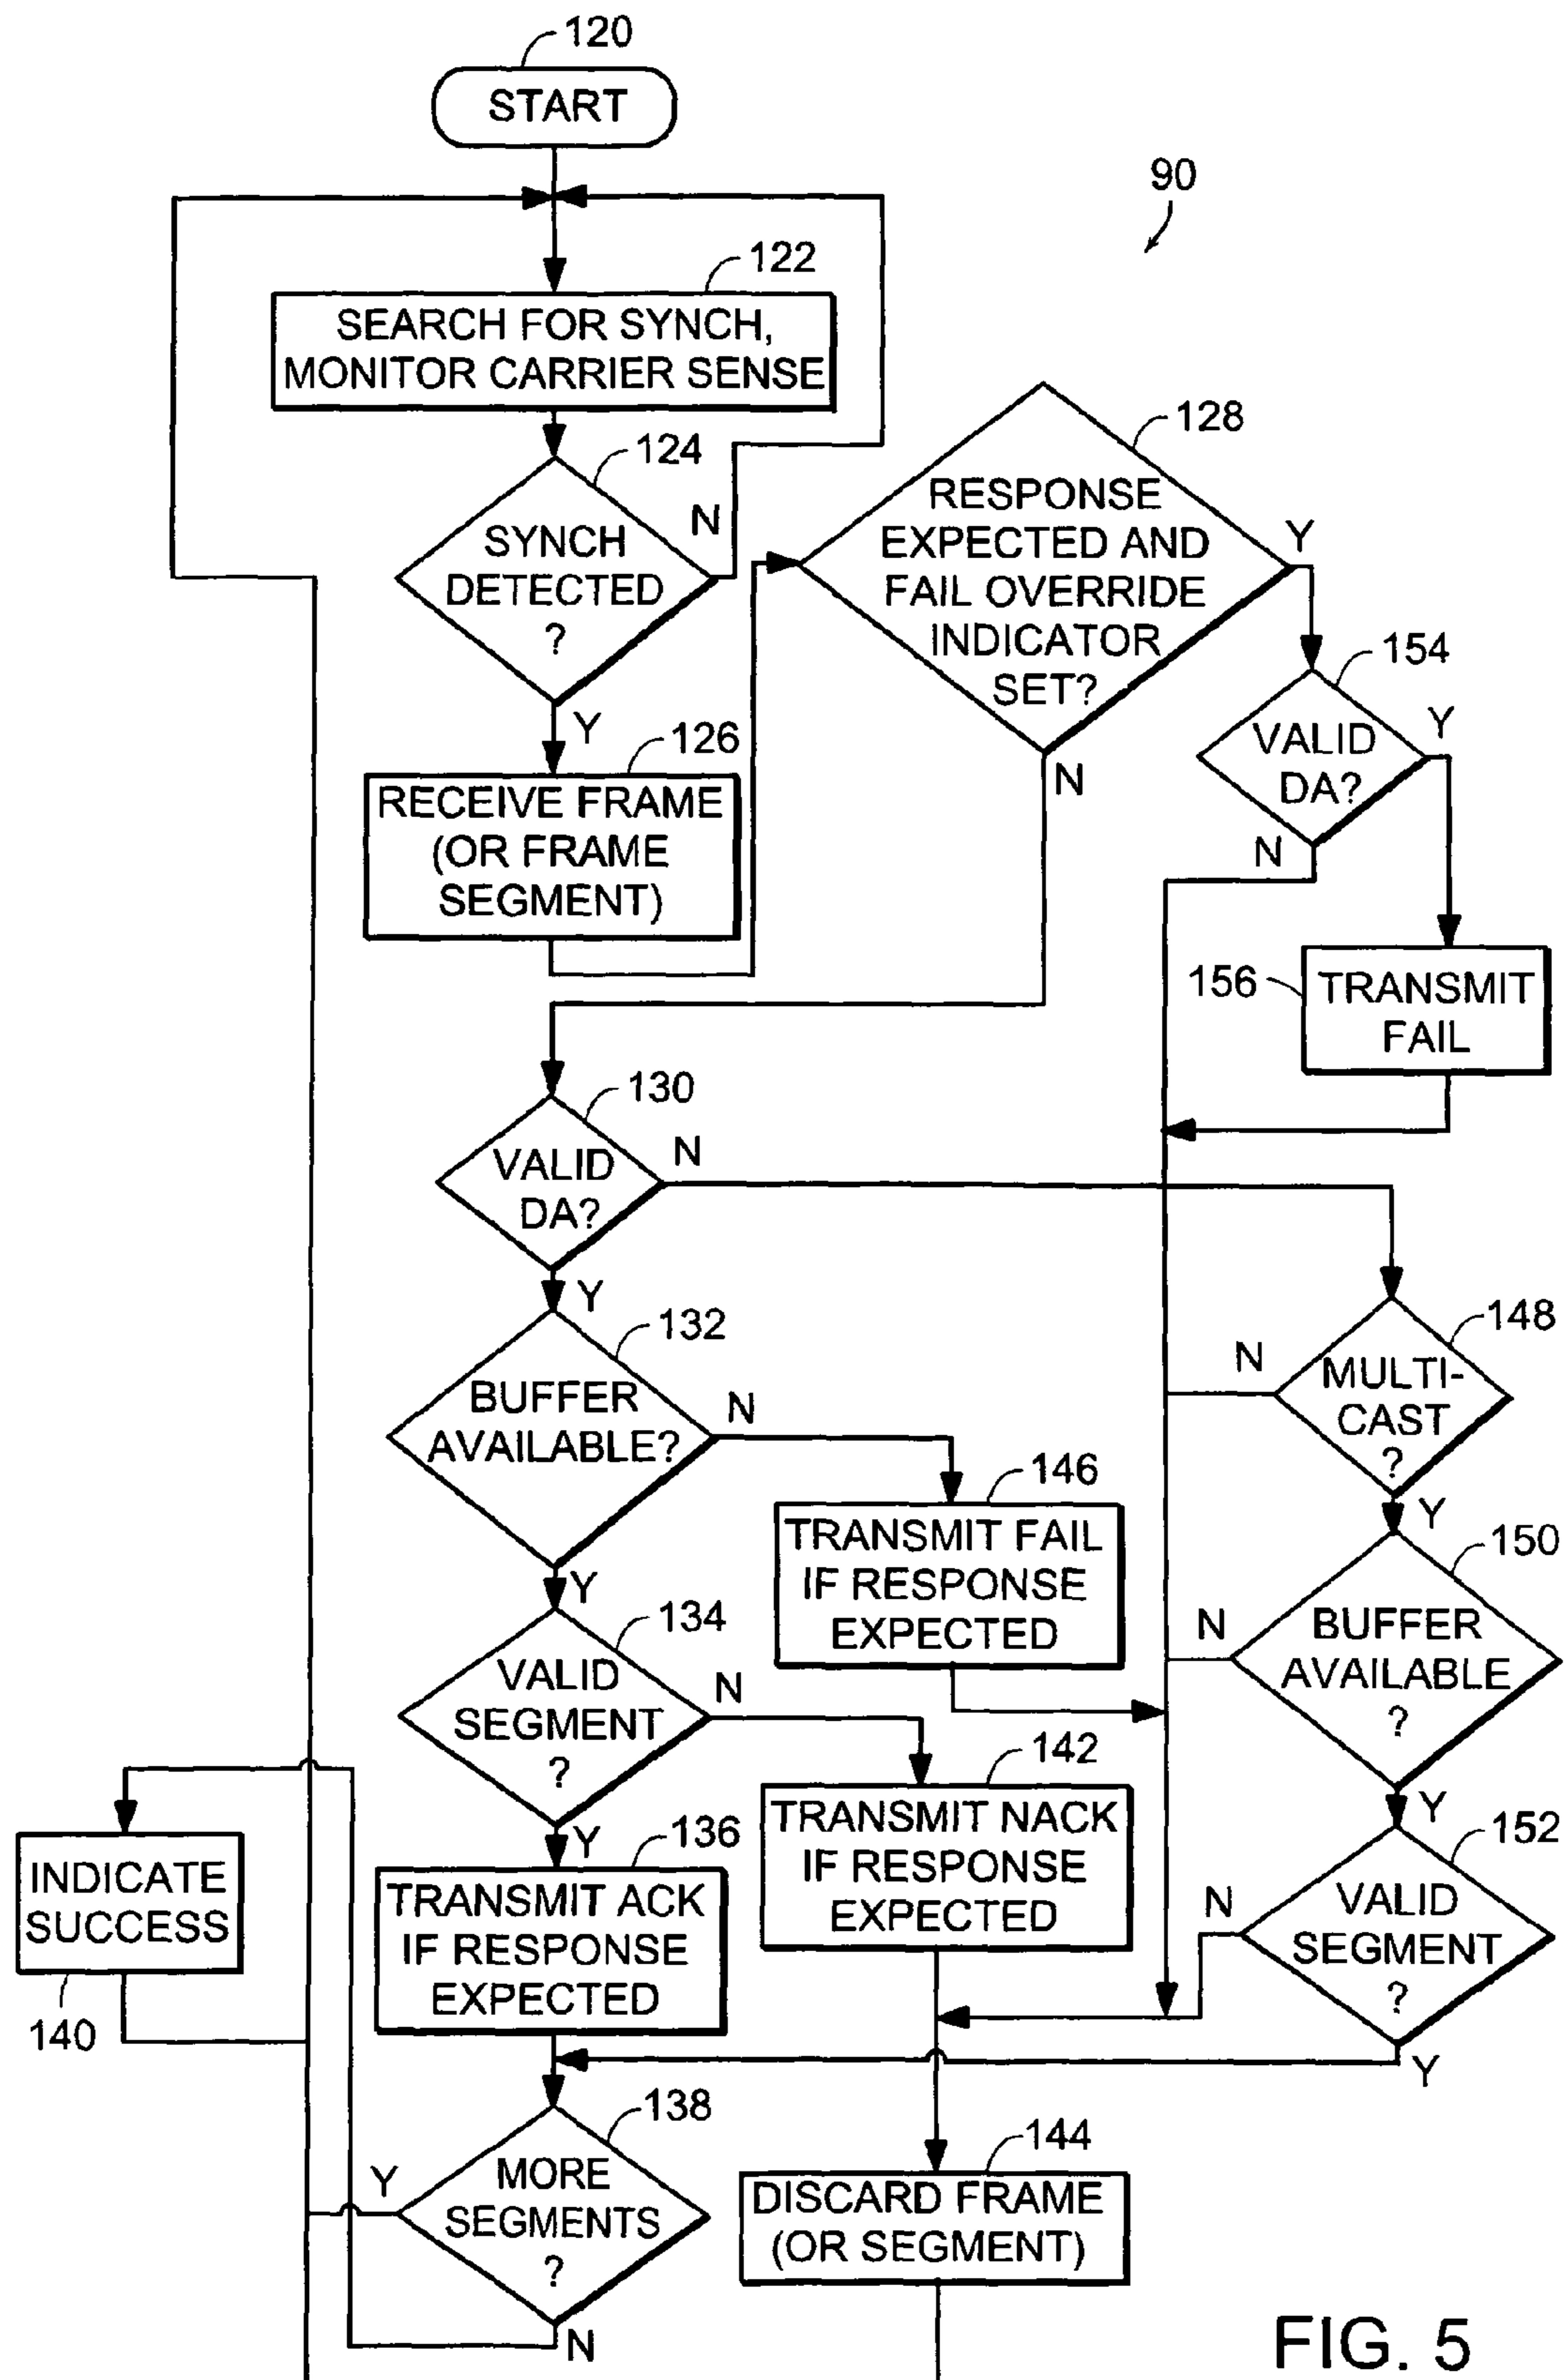 120
START
90
122
SEARCH FOR SYNCH,
MONITOR CARRIER SENSE
124
SYNCH
DETECTED
?
N
Y
126
RECEIVE FRAME
(OR FRAME
SEGMENT)
128
RESPONSE
EXPECTED AND
FAIL OVERRIDE
INDICATOR
SET?
Y
N
154
VALID
DA?
Y
N
156
TRANSMIT
FAIL
130
VALID
DA?
N
Y
132
BUFFER
AVAILABLE?
N
Y
146
TRANSMIT FAIL
IF RESPONSE
EXPECTED
148
MULTI-
CAST
?
N
Y
150
BUFFER
AVAILABLE
?
N
Y
134
VALID
SEGMENT
?
N
Y
142
TRANSMIT NACK
IF RESPONSE
EXPECTED
152
VALID
SEGMENT
?
N
Y
136
TRANSMIT ACK
IF RESPONSE
EXPECTED
INDICATE
SUCCESS
140
138
MORE
SEGMENTS
?
Y
N
144
DISCARD FRAME
(OR SEGMENT)
FIG. 5